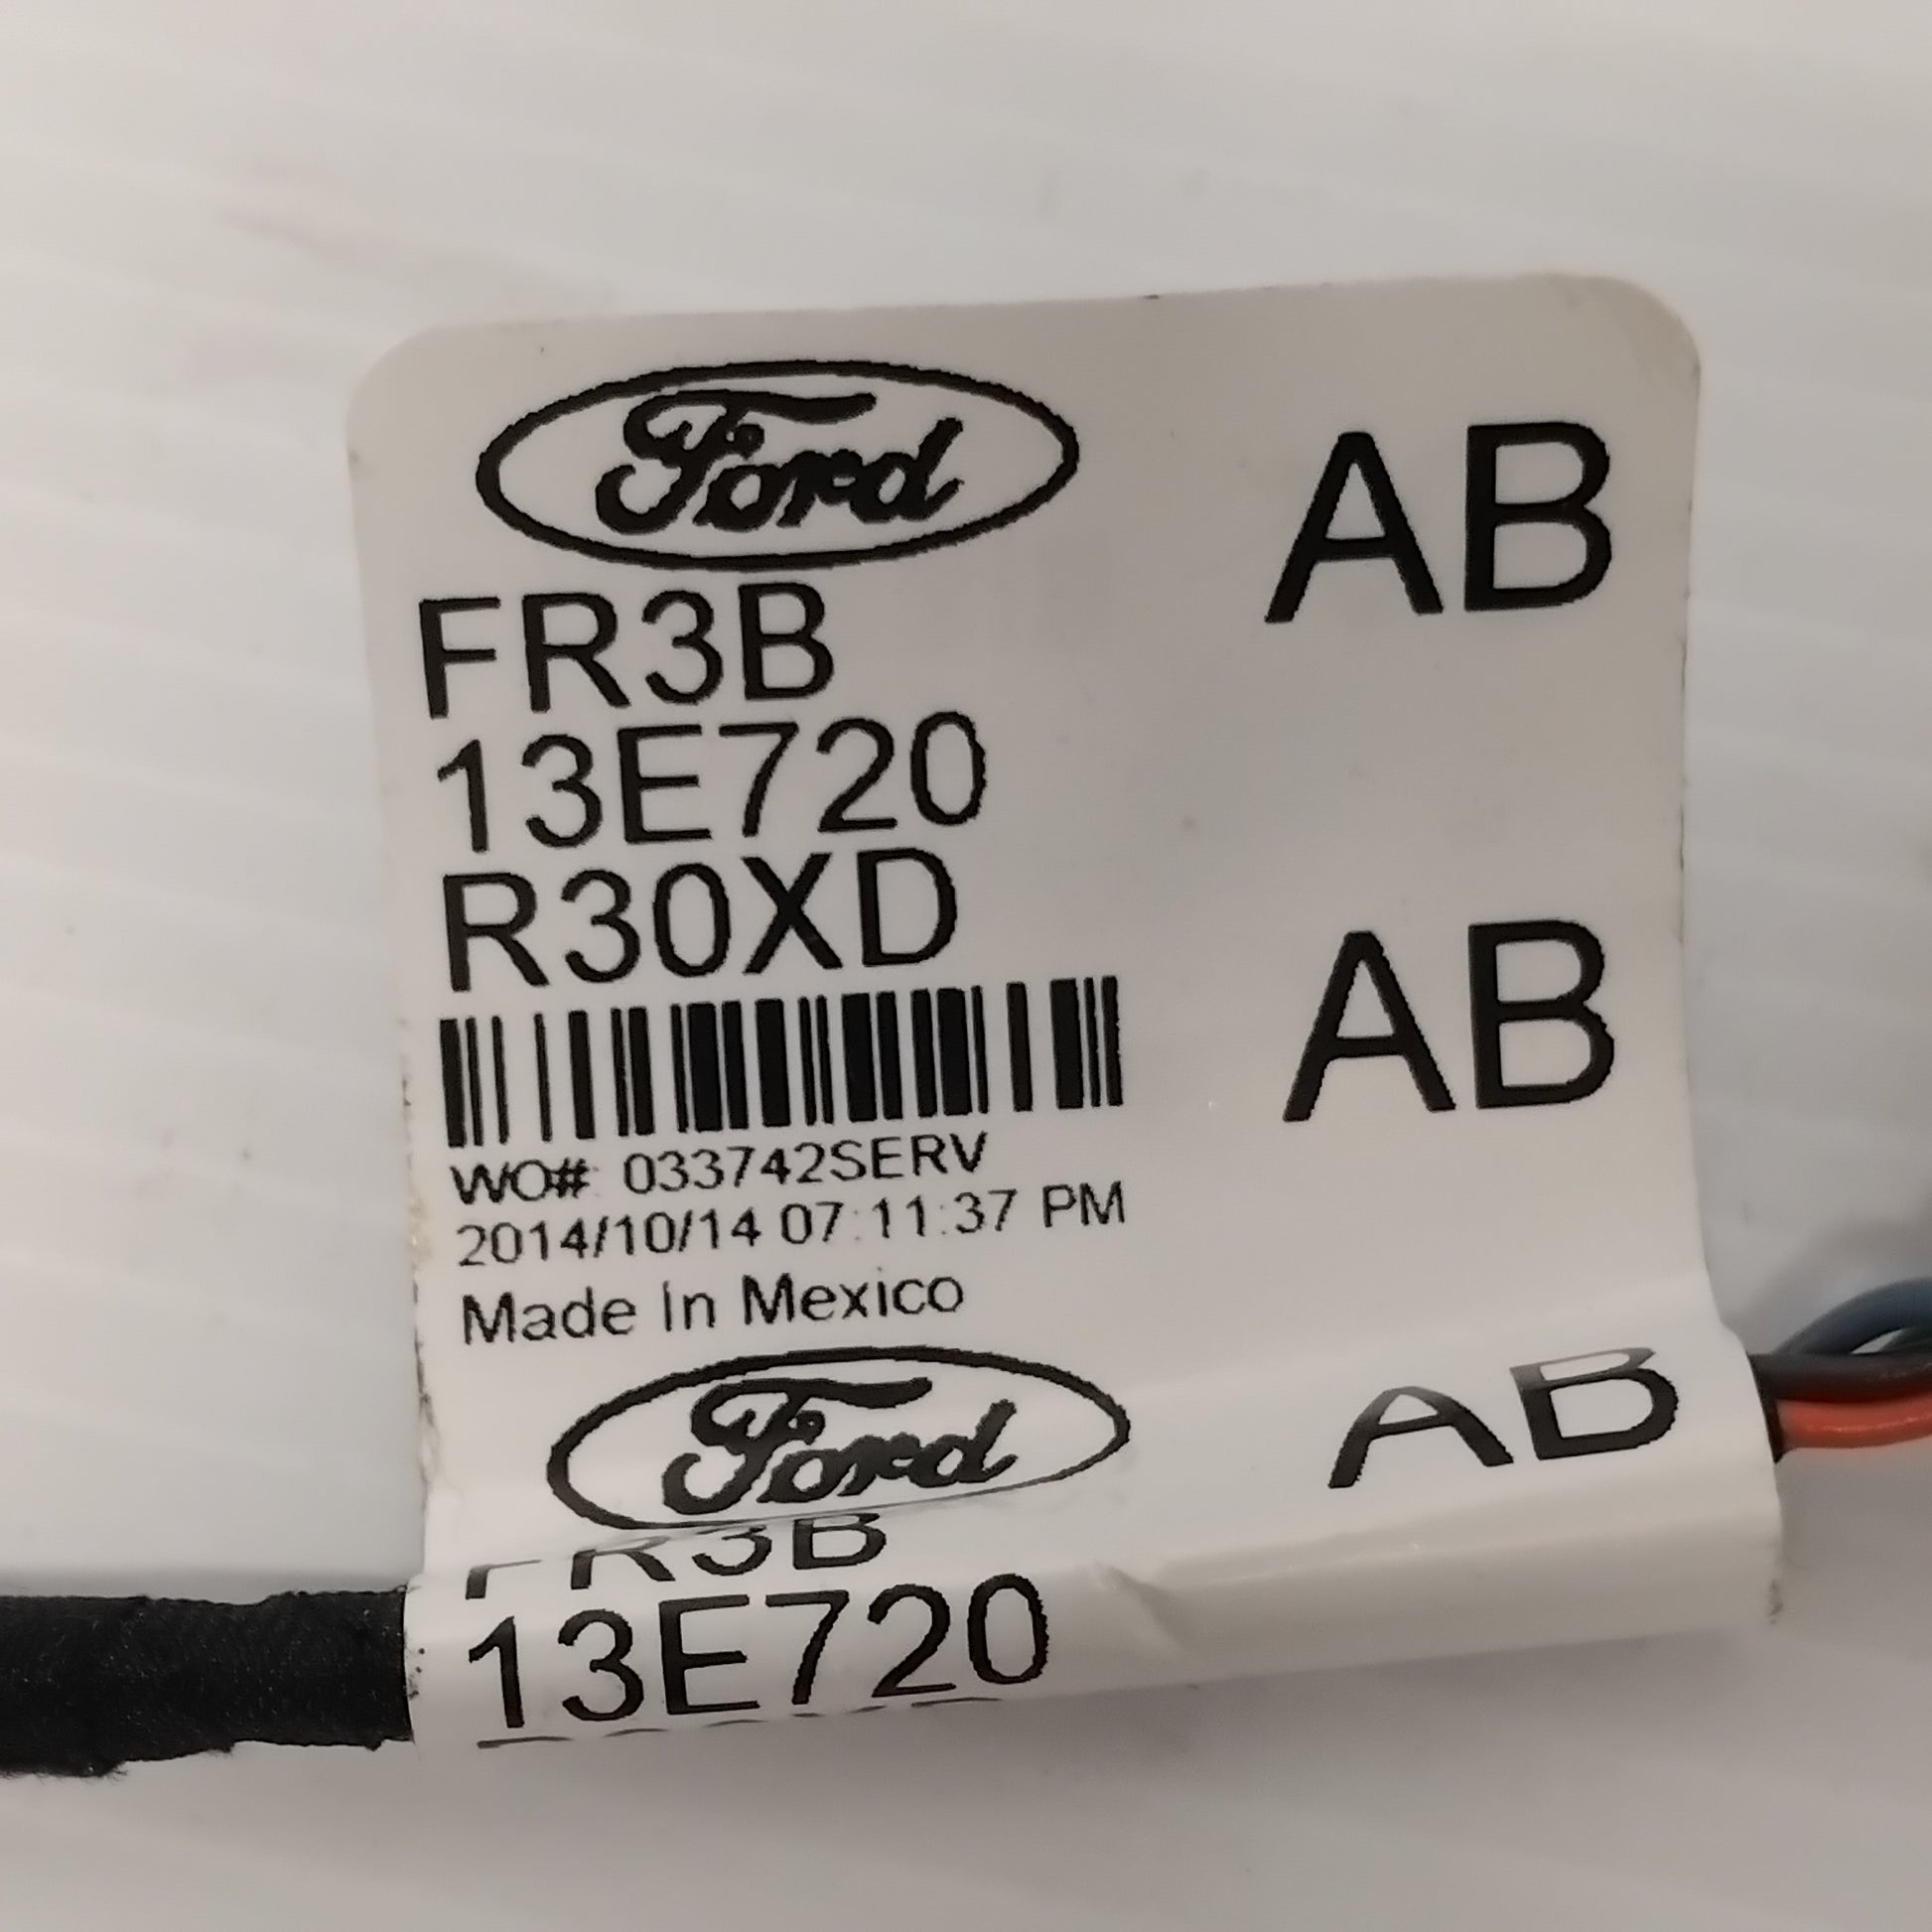 Ford AB
FR3B
13E720
R30XD
AB
WO# 033742SERV
2014/10/14 07:11:37 PM
Made In Mexico
Ford AB
FR3B
13E720